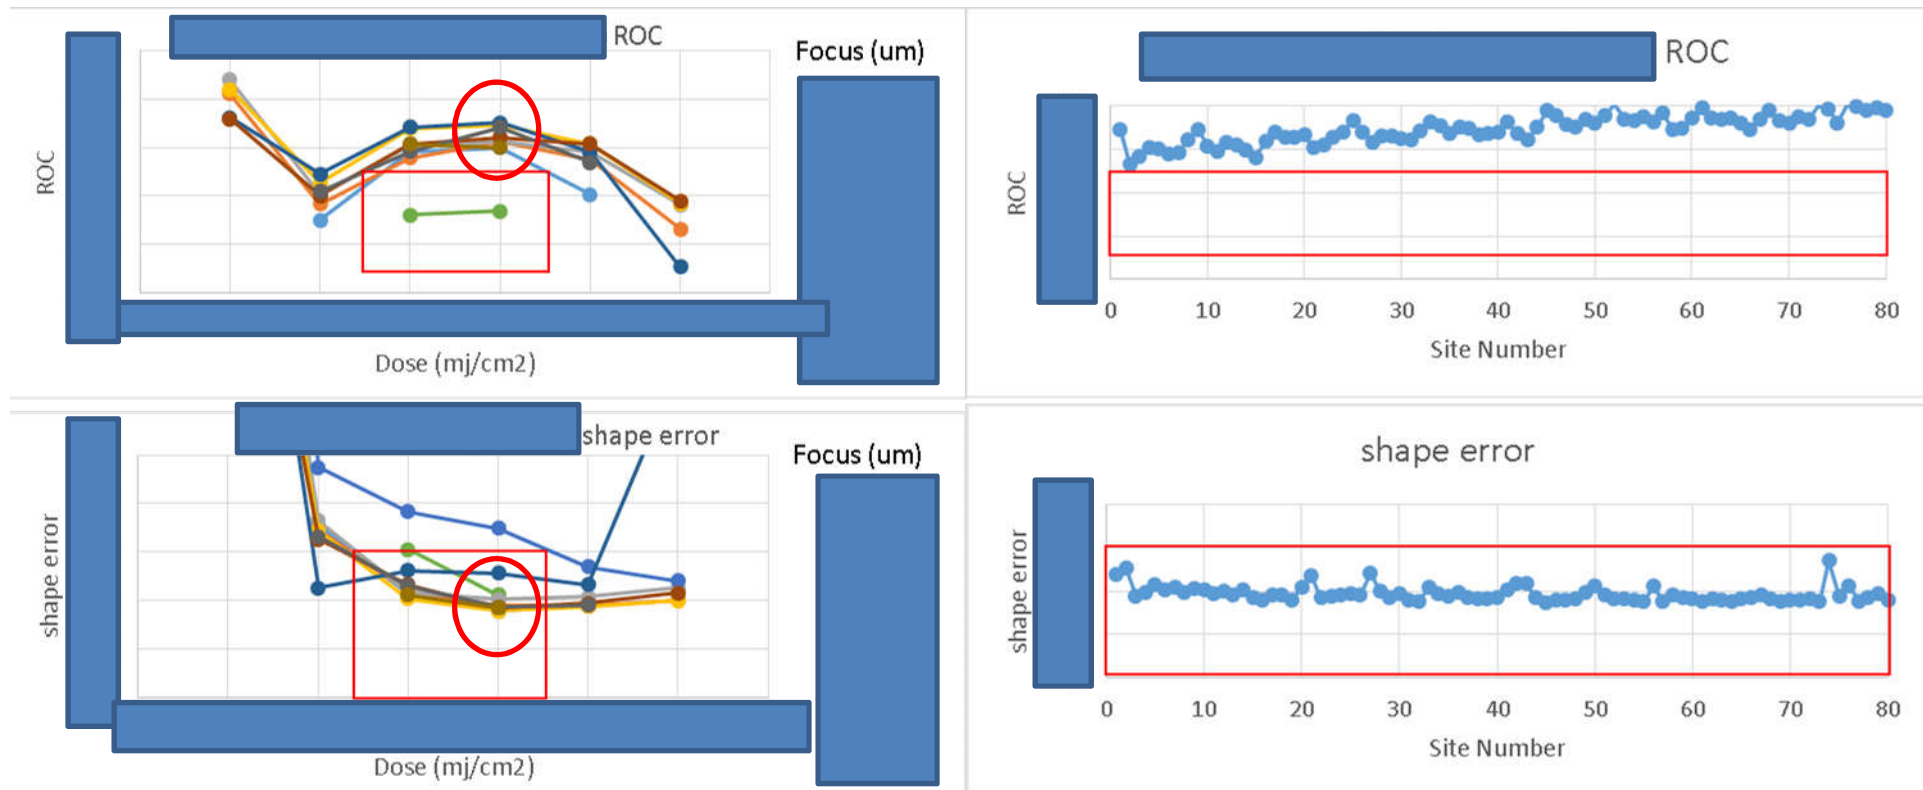 ROC
Focus (um)
ROC
Dose (mj/cm2)
ROC
ROC
0 10 20 30 40 50 60 70 80
Site Number
shape error
Focus (um)
shape error
Dose (mj/cm2)
shape error
shape error
0 10 20 30 40 50 60 70 80
Site Number